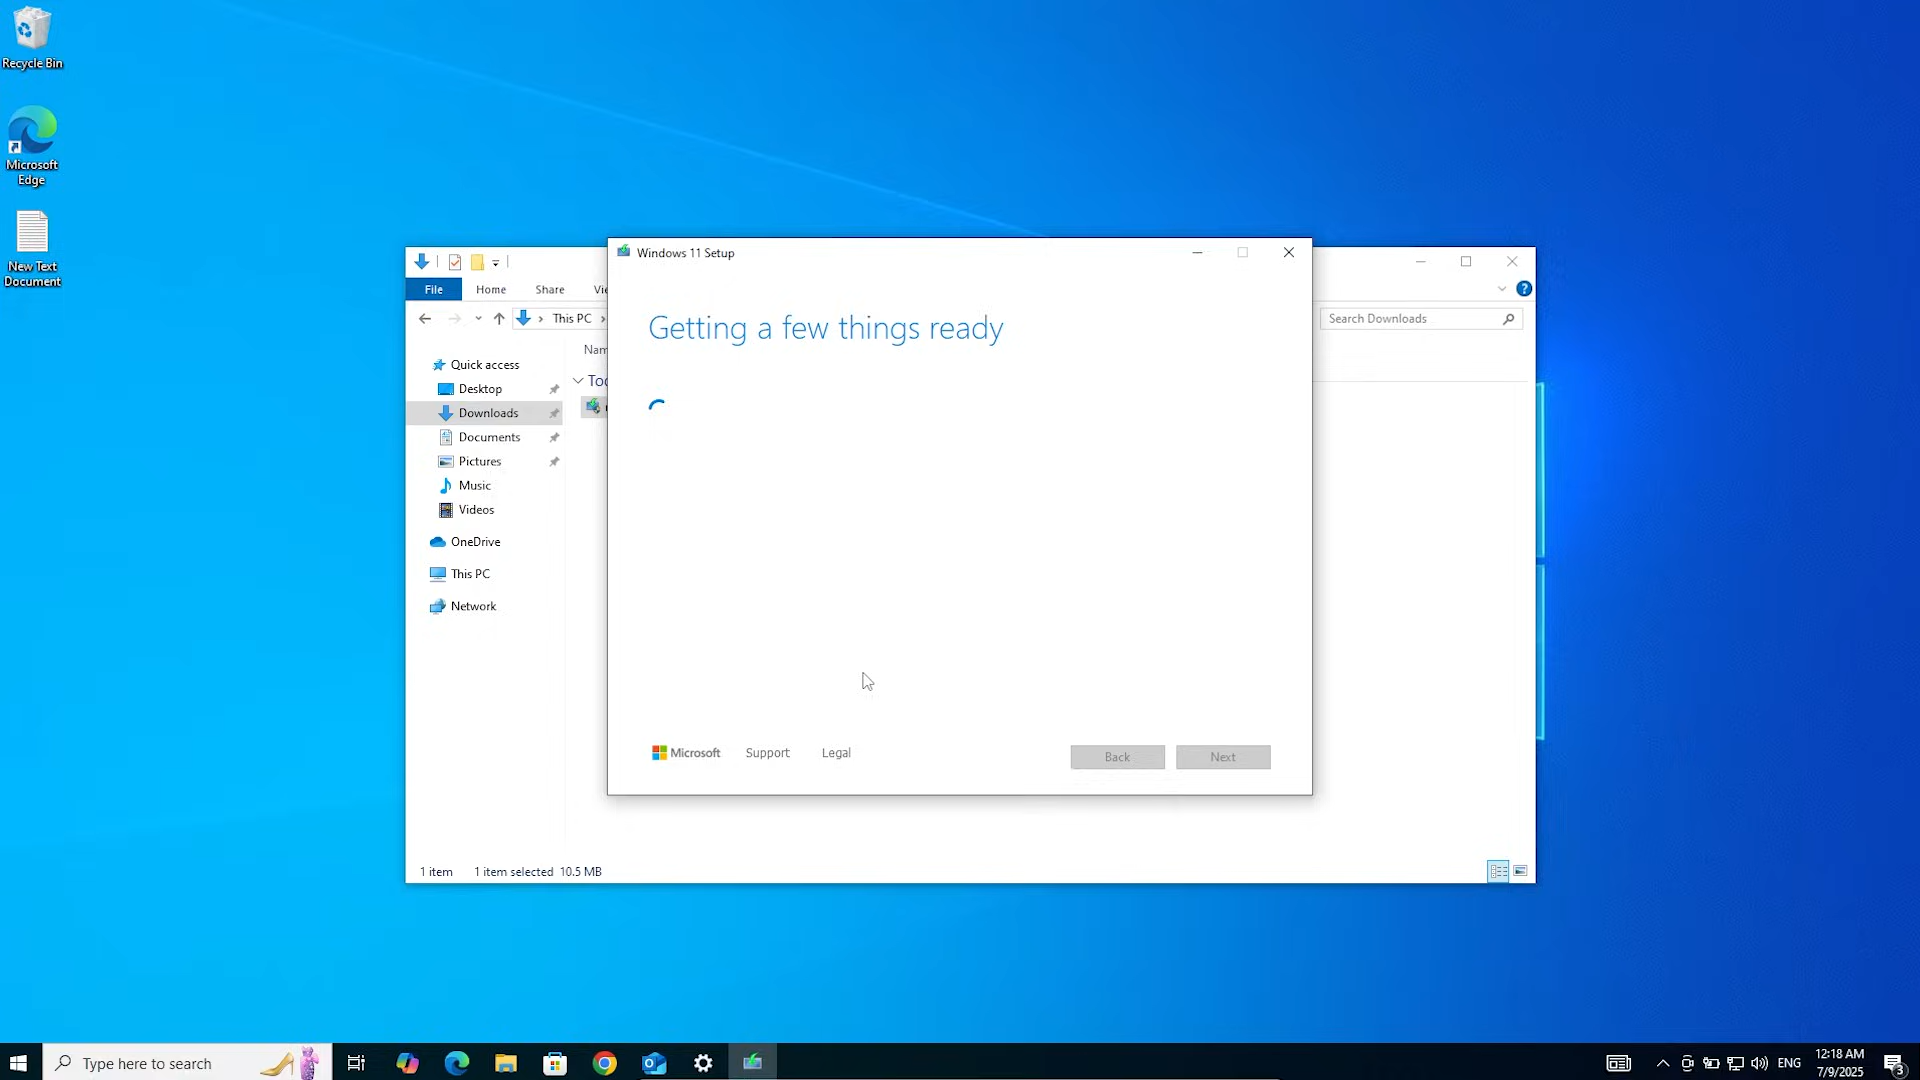 Recycle Bin
Microsoft
Edge
New Text
Document
File
Home
Share
This PC
Search Downloads
Quick access
Desktop
Downloads
Documents
Pictures
Music
Videos
OneDrive
This PC
Network
1 item
1 item selected 10.5 MB
Windows 11 Setup
Getting a few things ready
Microsoft
Support
Legal
Back
Next
Type here to search
ENG
12:18 AM
7/9/2025
3